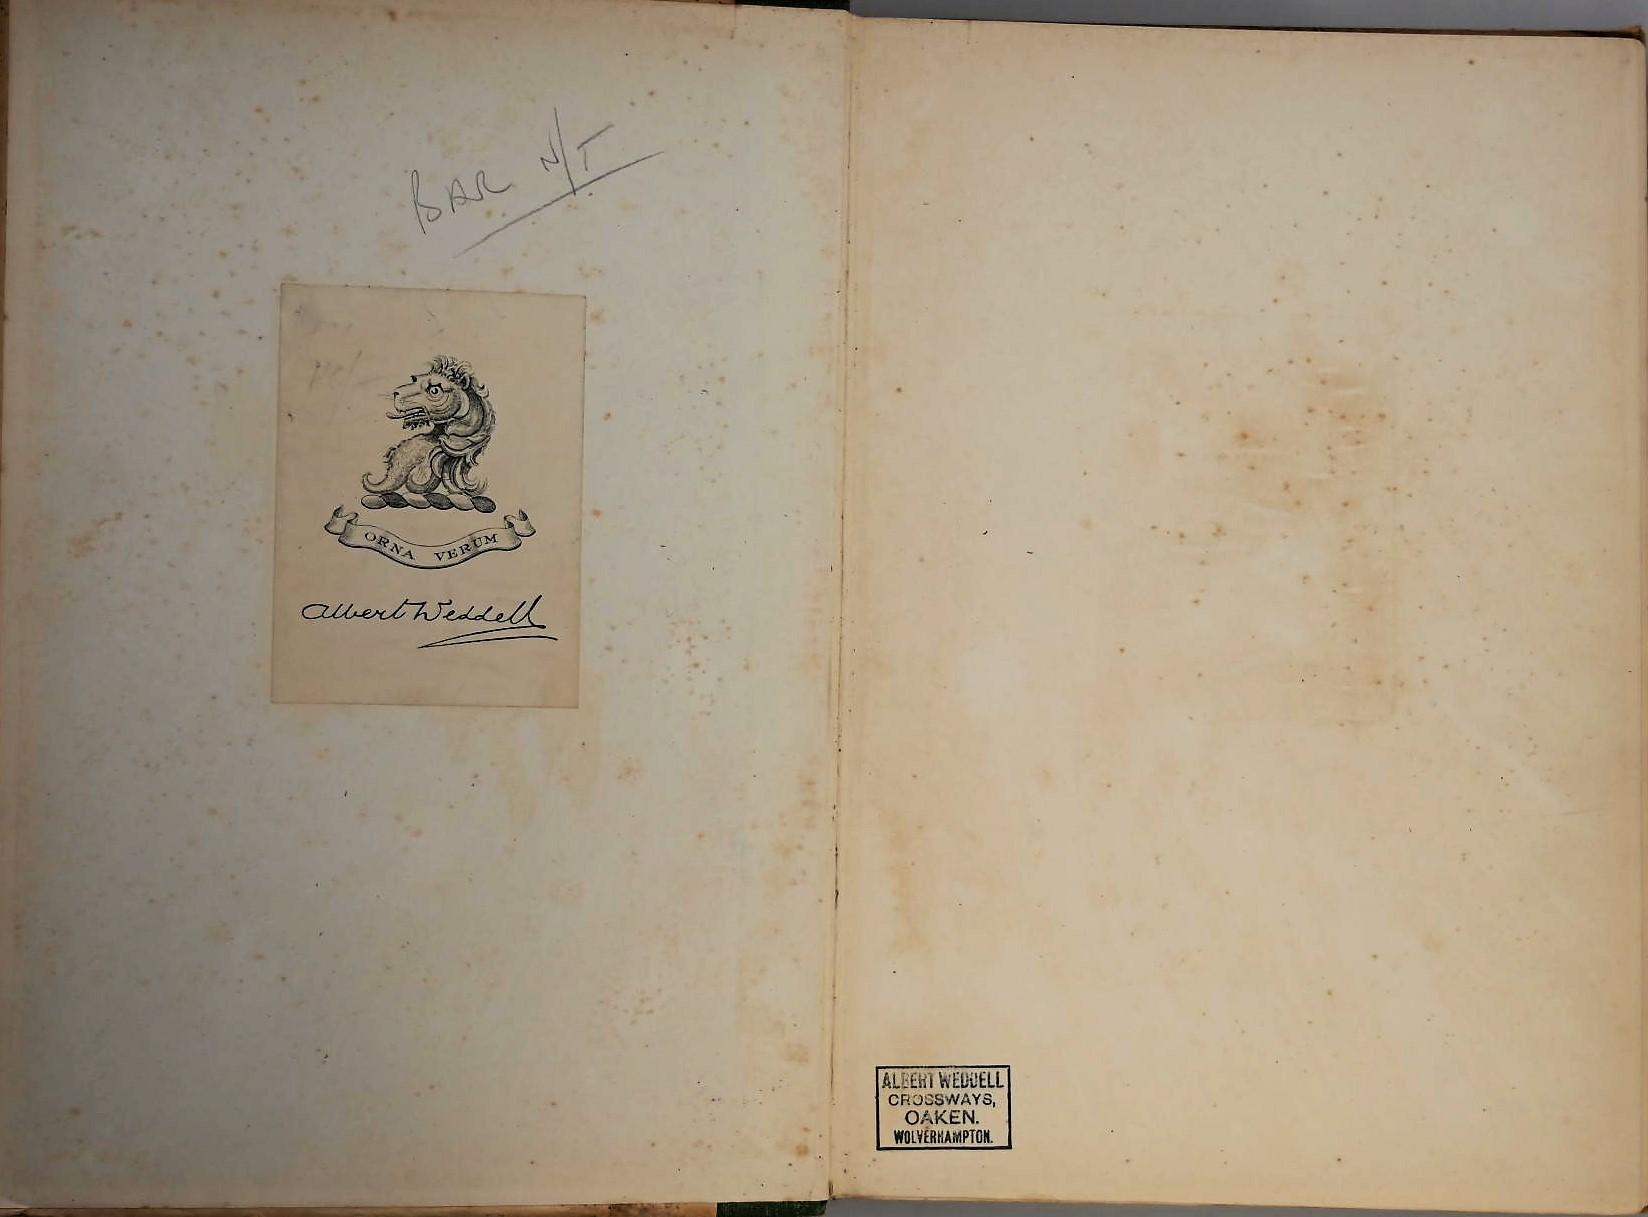 BAR N/T
ORNA VERUM
Albert Weddell
ALBERT WEDDELL
CROSSWAYS,
OAKEN.
WOLVERHAMPTON.